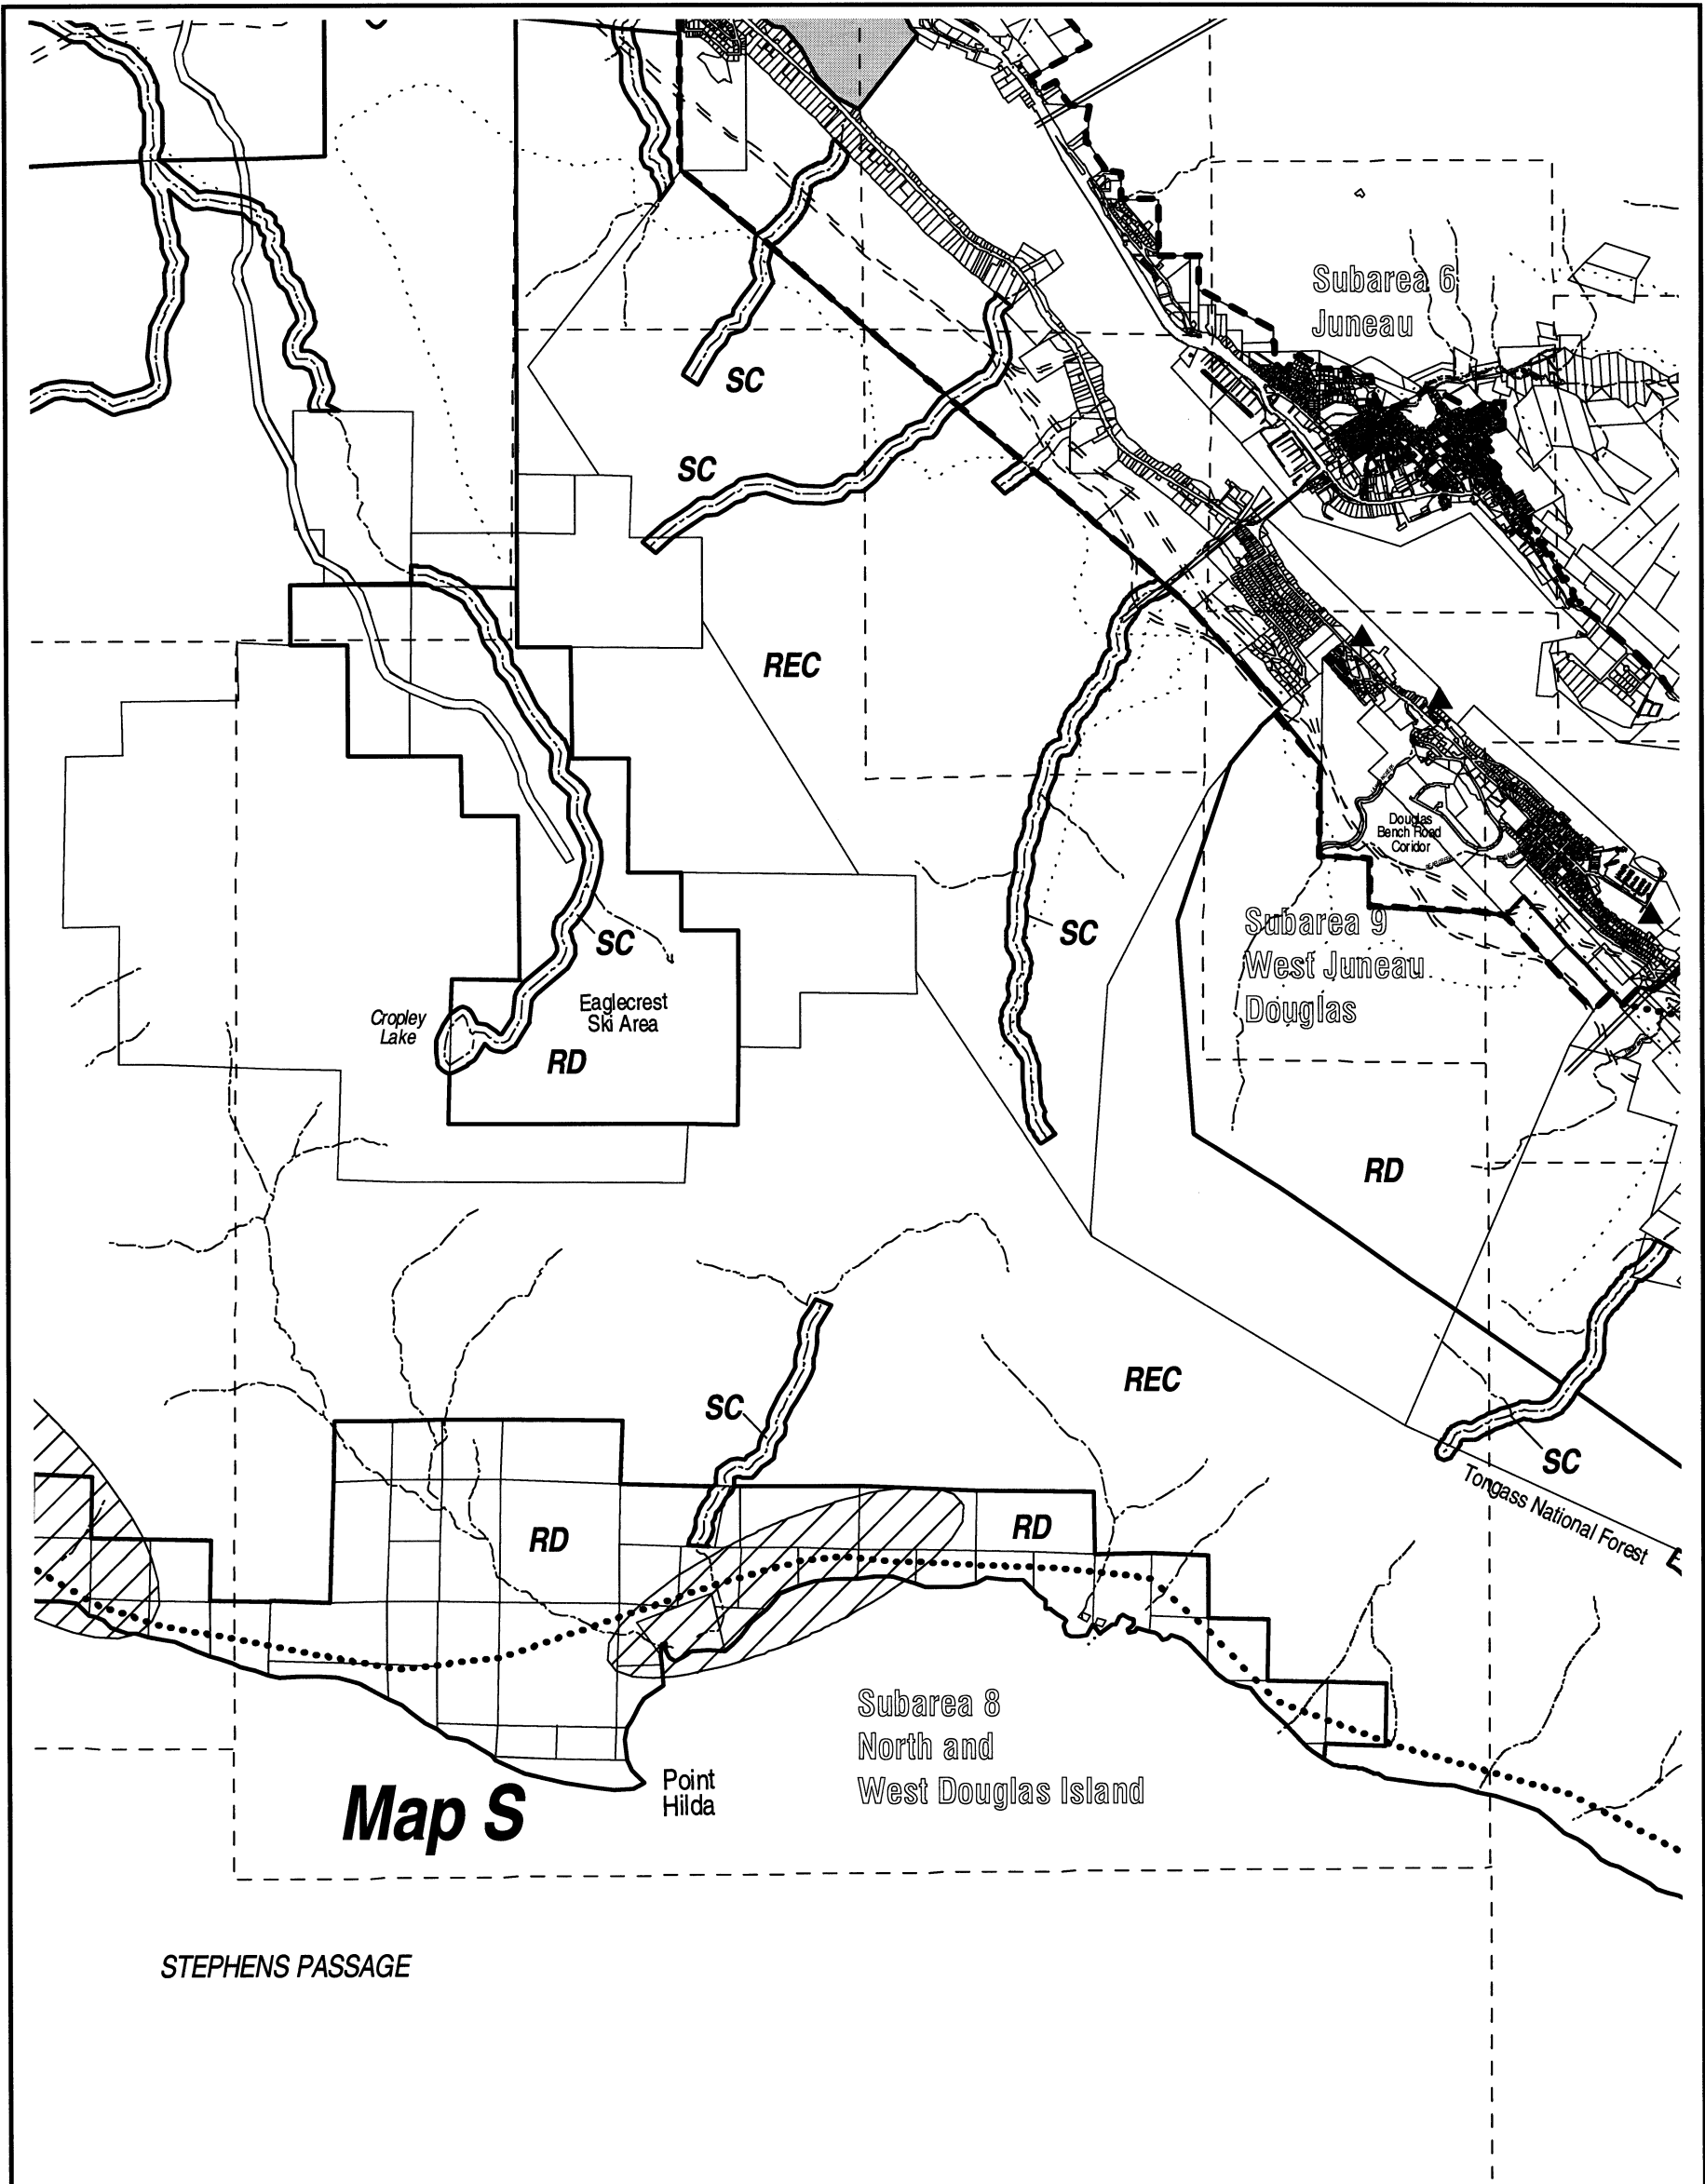 Subarea 6
Juneau
SC
SC
REC
Douglas
Bench Road
Coridor
SC
SC
Subarea 9
West Juneau
Douglas
Cropley
Lake
Eaglecrest
Ski Area
RD
RD
REC
SC
SC
Tongass National Forest
RD
RD
Subarea 8
North and
West Douglas Island
Point
Hilda
Map S
STEPHENS PASSAGE